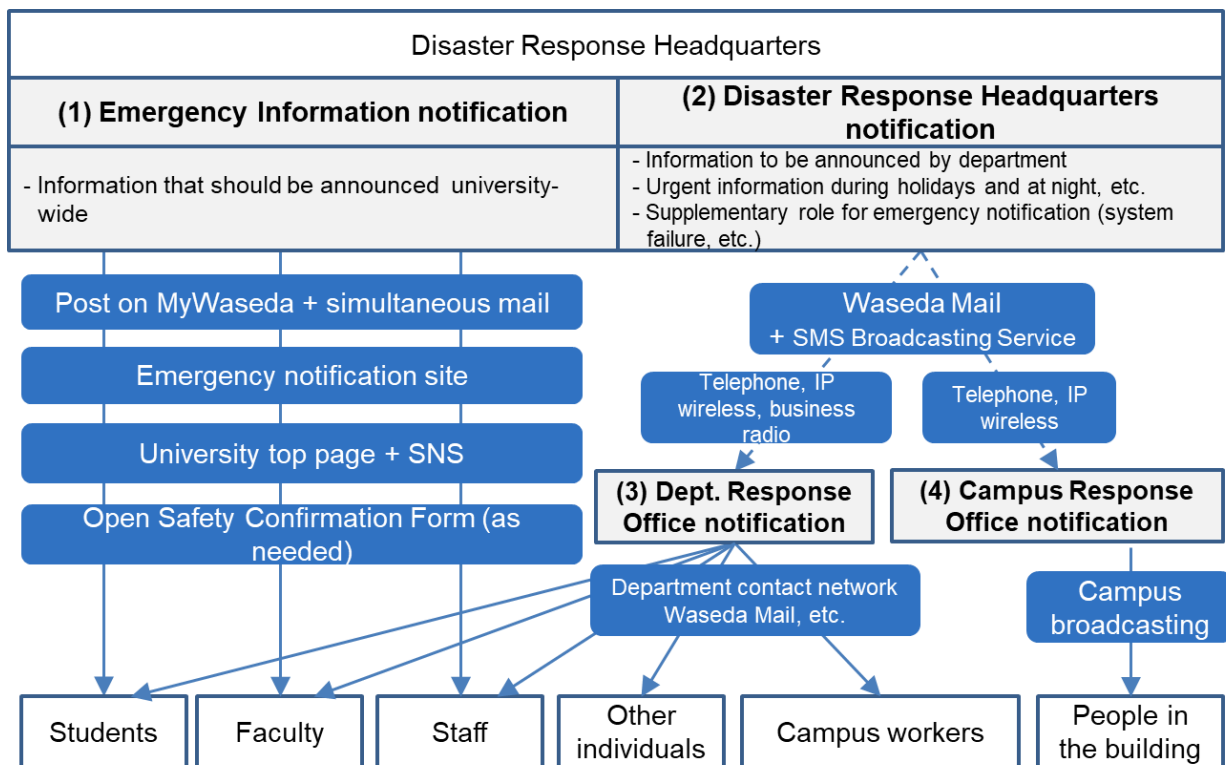 Disaster Response Headquarters
(1) Emergency Information notification
(2) Disaster Response Headquarters
notification
- Information that should be announced university-
wide
- Information to be announced by department
- Urgent information during holidays and at night, etc.
- Supplementary role for emergency notification (system
failure, etc.)
Post on MyWaseda + simultaneous mail
Emergency notification site
University top page + SNS
Open Safety Confirmation Form (as
needed)
Waseda Mail
+ SMS Broadcasting Service
Telephone, IP
wireless, business
radio
Telephone, IP
wireless
(3) Dept. Response
Office notification
(4) Campus Response
Office notification
Department contact network
Waseda Mail, etc.
Campus
broadcasting
Students
Faculty
Staff
Other
individuals
Campus workers
People in
the building